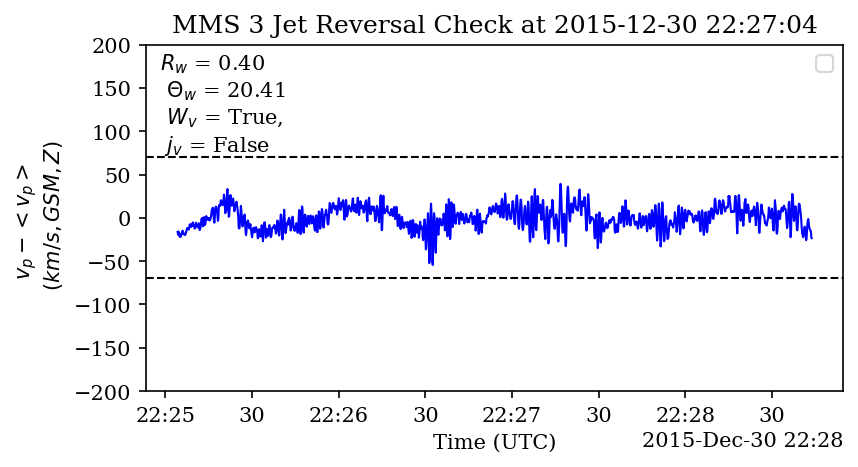 MMS 3 Jet Reversal Check at 2015-12-30 22:27:04
200
150
100
50
0
−50
−100
−150
−200
v_p − < v_p >
(km/s, GSM, Z)
R_w = 0.40
Θ_w = 20.41
W_v = True,
j_v = False
22:25 30 22:26 30 22:27 30 22:28 30
Time (UTC)
2015-Dec-30 22:28